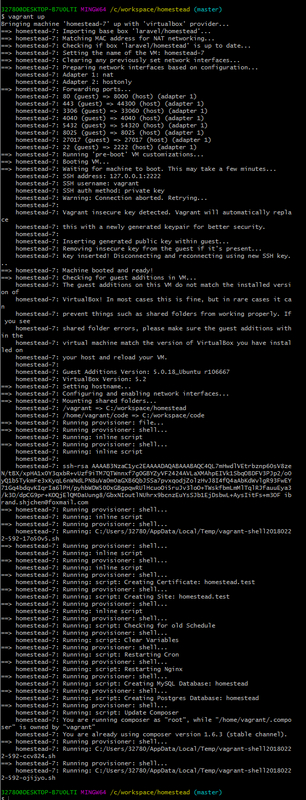 32780@DESKTOP-B7UOLTI MINGW64 /c/workspace/homestead (master)
$ vagrant up
Bringing machine 'homestead-7' up with 'virtualbox' provider...
==> homestead-7: Importing base box 'laravel/homestead'...
==> homestead-7: Matching MAC address for NAT networking...
==> homestead-7: Checking if box 'laravel/homestead' is up to date...
==> homestead-7: Setting the name of the VM: homestead-7
==> homestead-7: Clearing any previously set network interfaces...
==> homestead-7: Preparing network interfaces based on configuration...
homestead-7: Adapter 1: nat
homestead-7: Adapter 2: hostonly
==> homestead-7: Forwarding ports...
homestead-7: 80 (guest) => 8000 (host) (adapter 1)
homestead-7: 443 (guest) => 44300 (host) (adapter 1)
homestead-7: 3306 (guest) => 33060 (host) (adapter 1)
homestead-7: 4040 (guest) => 4040 (host) (adapter 1)
homestead-7: 5432 (guest) => 54320 (host) (adapter 1)
homestead-7: 8025 (guest) => 8025 (host) (adapter 1)
homestead-7: 27017 (guest) => 27017 (host) (adapter 1)
homestead-7: 22 (guest) => 2222 (host) (adapter 1)
==> homestead-7: Running 'pre-boot' VM customizations...
==> homestead-7: Booting VM...
==> homestead-7: Waiting for machine to boot. This may take a few minutes...
homestead-7: SSH address: 127.0.0.1:2222
homestead-7: SSH username: vagrant
homestead-7: SSH auth method: private key
homestead-7: Warning: Connection aborted. Retrying...
homestead-7:
homestead-7: Vagrant insecure key detected. Vagrant will automatically repla
ce
homestead-7: this with a newly generated keypair for better security.
homestead-7:
homestead-7: Inserting generated public key within guest...
homestead-7: Removing insecure key from the guest if it's present...
homestead-7: Key inserted! Disconnecting and reconnecting using new SSH key.
..
==> homestead-7: Machine booted and ready!
==> homestead-7: Checking for guest additions in VM...
homestead-7: The guest additions on this VM do not match the installed versi
on of
homestead-7: VirtualBox! In most cases this is fine, but in rare cases it ca
n
homestead-7: prevent things such as shared folders from working properly. If
you see
homestead-7: shared folder errors, please make sure the guest additions with
in the
homestead-7: virtual machine match the version of VirtualBox you have instal
led on
homestead-7: your host and reload your VM.
homestead-7:
homestead-7: Guest Additions Version: 5.0.18_Ubuntu r106667
homestead-7: VirtualBox Version: 5.2
==> homestead-7: Setting hostname...
==> homestead-7: Configuring and enabling network interfaces...
==> homestead-7: Mounting shared folders...
homestead-7: /vagrant => C:/workspace/homestead
homestead-7: /home/vagrant/code => C:/workspace/code
==> homestead-7: Running provisioner: file...
==> homestead-7: Running provisioner: shell...
homestead-7: Running: inline script
==> homestead-7: Running provisioner: shell...
homestead-7: Running: inline script
homestead-7:
==> homestead-7: Running provisioner: shell...
homestead-7: Running: inline script
==> homestead-7: Running provisioner: shell...
homestead-7: Running: inline script
==> homestead-7: Running provisioner: shell...
homestead-7: Running: script: Creating Certificate: homestead.test
==> homestead-7: Running provisioner: shell...
homestead-7: Running: script: Creating Site: homestead.test
==> homestead-7: Running provisioner: shell...
homestead-7: Running: inline script
==> homestead-7: Running provisioner: shell...
homestead-7: Running: script: Checking for old Schedule
==> homestead-7: Running provisioner: shell...
homestead-7: Running: script: Clear Variables
==> homestead-7: Running provisioner: shell...
homestead-7: Running: script: Restarting Cron
==> homestead-7: Running provisioner: shell...
homestead-7: Running: script: Restarting Nginx
==> homestead-7: Running provisioner: shell...
homestead-7: Running: script: Creating MySQL Database: homestead
==> homestead-7: Running provisioner: shell...
homestead-7: Running: script: Creating Postgres Database: homestead
==> homestead-7: Running provisioner: shell...
homestead-7: Running: script: Update Composer
homestead-7: You are running composer as "root", while "/home/vagrant/.compo
ser" is owned by "vagrant"
homestead-7: You are already using composer version 1.6.3 (stable channel).
==> homestead-7: Running provisioner: shell...
homestead-7: Running: C:/Users/32780/AppData/Local/Temp/vagrant-shell2018022
2-592-ccv824.sh
==> homestead-7: Running provisioner: shell...
homestead-7: Running: C:/Users/32780/AppData/Local/Temp/vagrant-shell2018022
2-592-ojsjyo.sh
32780@DESKTOP-B7UOLTI MINGW64 /c/workspace/homestead (master)